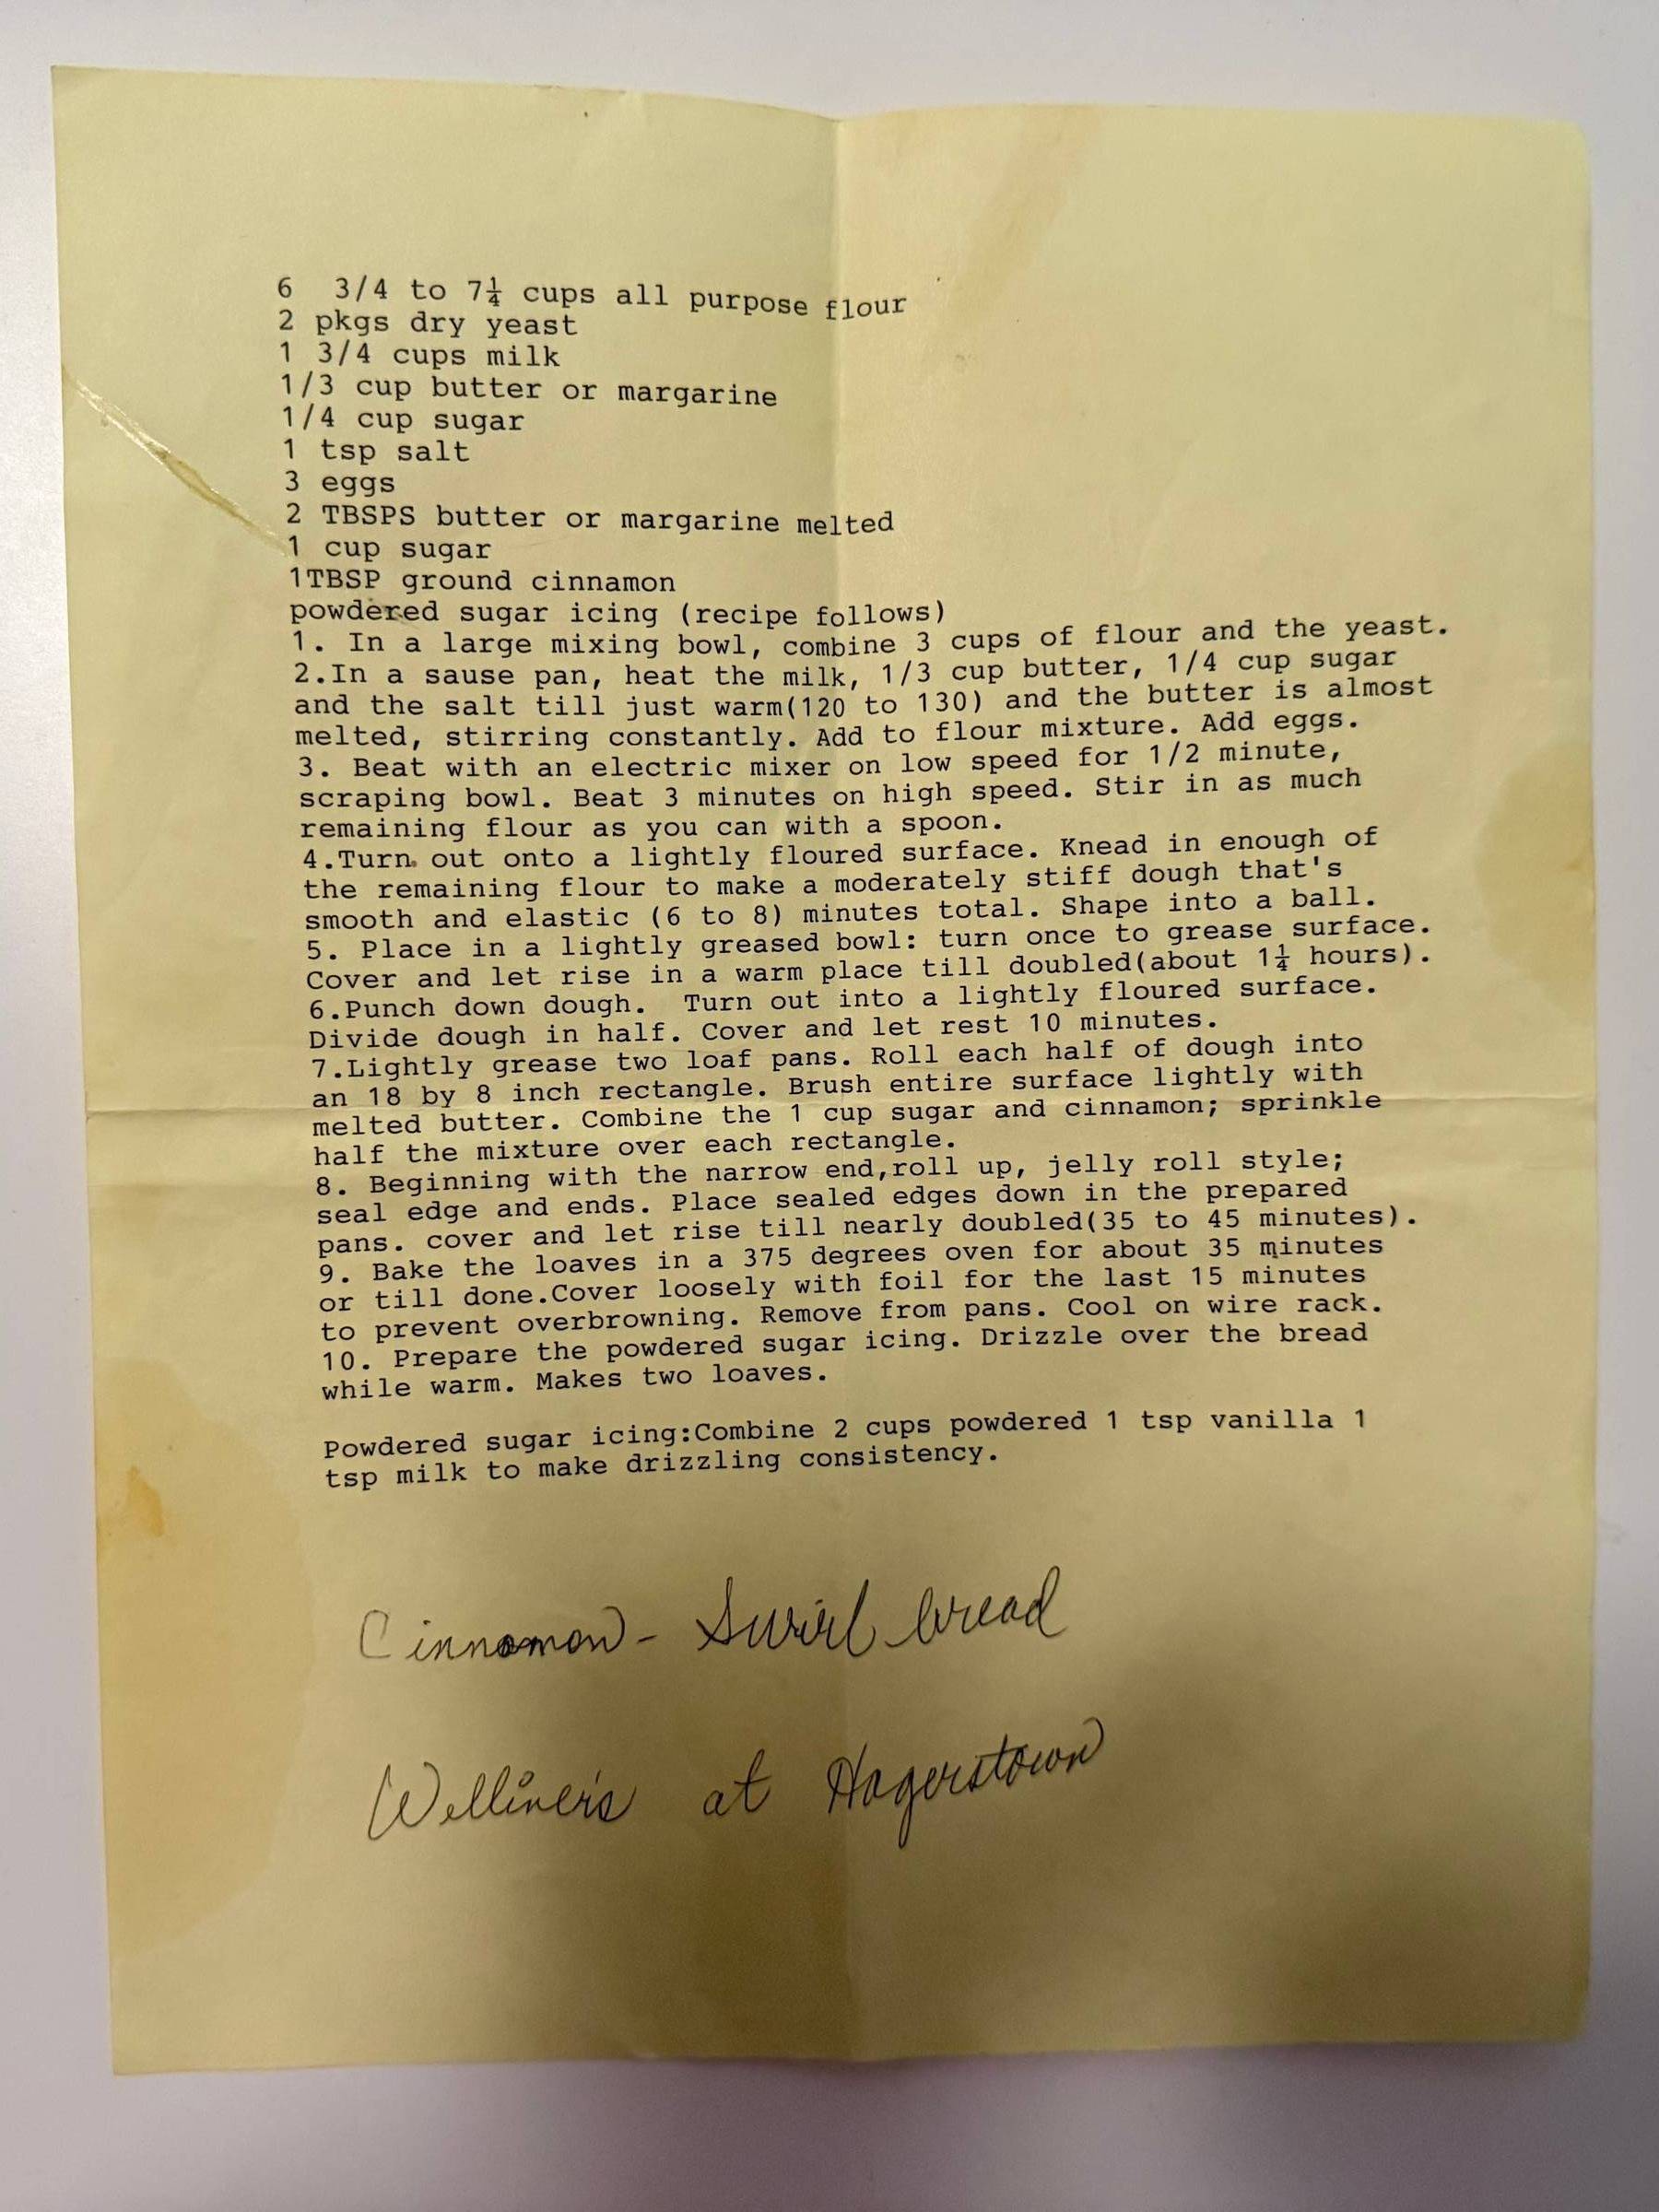 6  3/4 to 7¼ cups all purpose flour
2 pkgs dry yeast
1 3/4 cups milk
1/3 cup butter or margarine
1/4 cup sugar
1 tsp salt
3 eggs
2 TBSPS butter or margarine melted
1 cup sugar
1TBSP ground cinnamon
powdered sugar icing (recipe follows)
1. In a large mixing bowl, combine 3 cups of flour and the yeast.
2.In a sause pan, heat the milk, 1/3 cup butter, 1/4 cup sugar
and the salt till just warm(120 to 130) and the butter is almost
melted, stirring constantly. Add to flour mixture. Add eggs.
3. Beat with an electric mixer on low speed for 1/2 minute,
scraping bowl. Beat 3 minutes on high speed. Stir in as much
remaining flour as you can with a spoon.
4.Turn out onto a lightly floured surface. Knead in enough of
the remaining flour to make a moderately stiff dough that's
smooth and elastic (6 to 8) minutes total. Shape into a ball.
5. Place in a lightly greased bowl: turn once to grease surface.
Cover and let rise in a warm place till doubled(about 1¼ hours).
6.Punch down dough.  Turn out into a lightly floured surface.
Divide dough in half. Cover and let rest 10 minutes.
7.Lightly grease two loaf pans. Roll each half of dough into
an 18 by 8 inch rectangle. Brush entire surface lightly with
melted butter. Combine the 1 cup sugar and cinnamon; sprinkle
half the mixture over each rectangle.
8. Beginning with the narrow end,roll up, jelly roll style;
seal edge and ends. Place sealed edges down in the prepared
pans. cover and let rise till nearly doubled(35 to 45 minutes).
9. Bake the loaves in a 375 degrees oven for about 35 minutes
or till done.Cover loosely with foil for the last 15 minutes
to prevent overbrowning. Remove from pans. Cool on wire rack.
10. Prepare the powdered sugar icing. Drizzle over the bread
while warm. Makes two loaves.
Powdered sugar icing:Combine 2 cups powdered 1 tsp vanilla 1
tsp milk to make drizzling consistency.
Cinnamon - Swirl bread
at Hagerstown